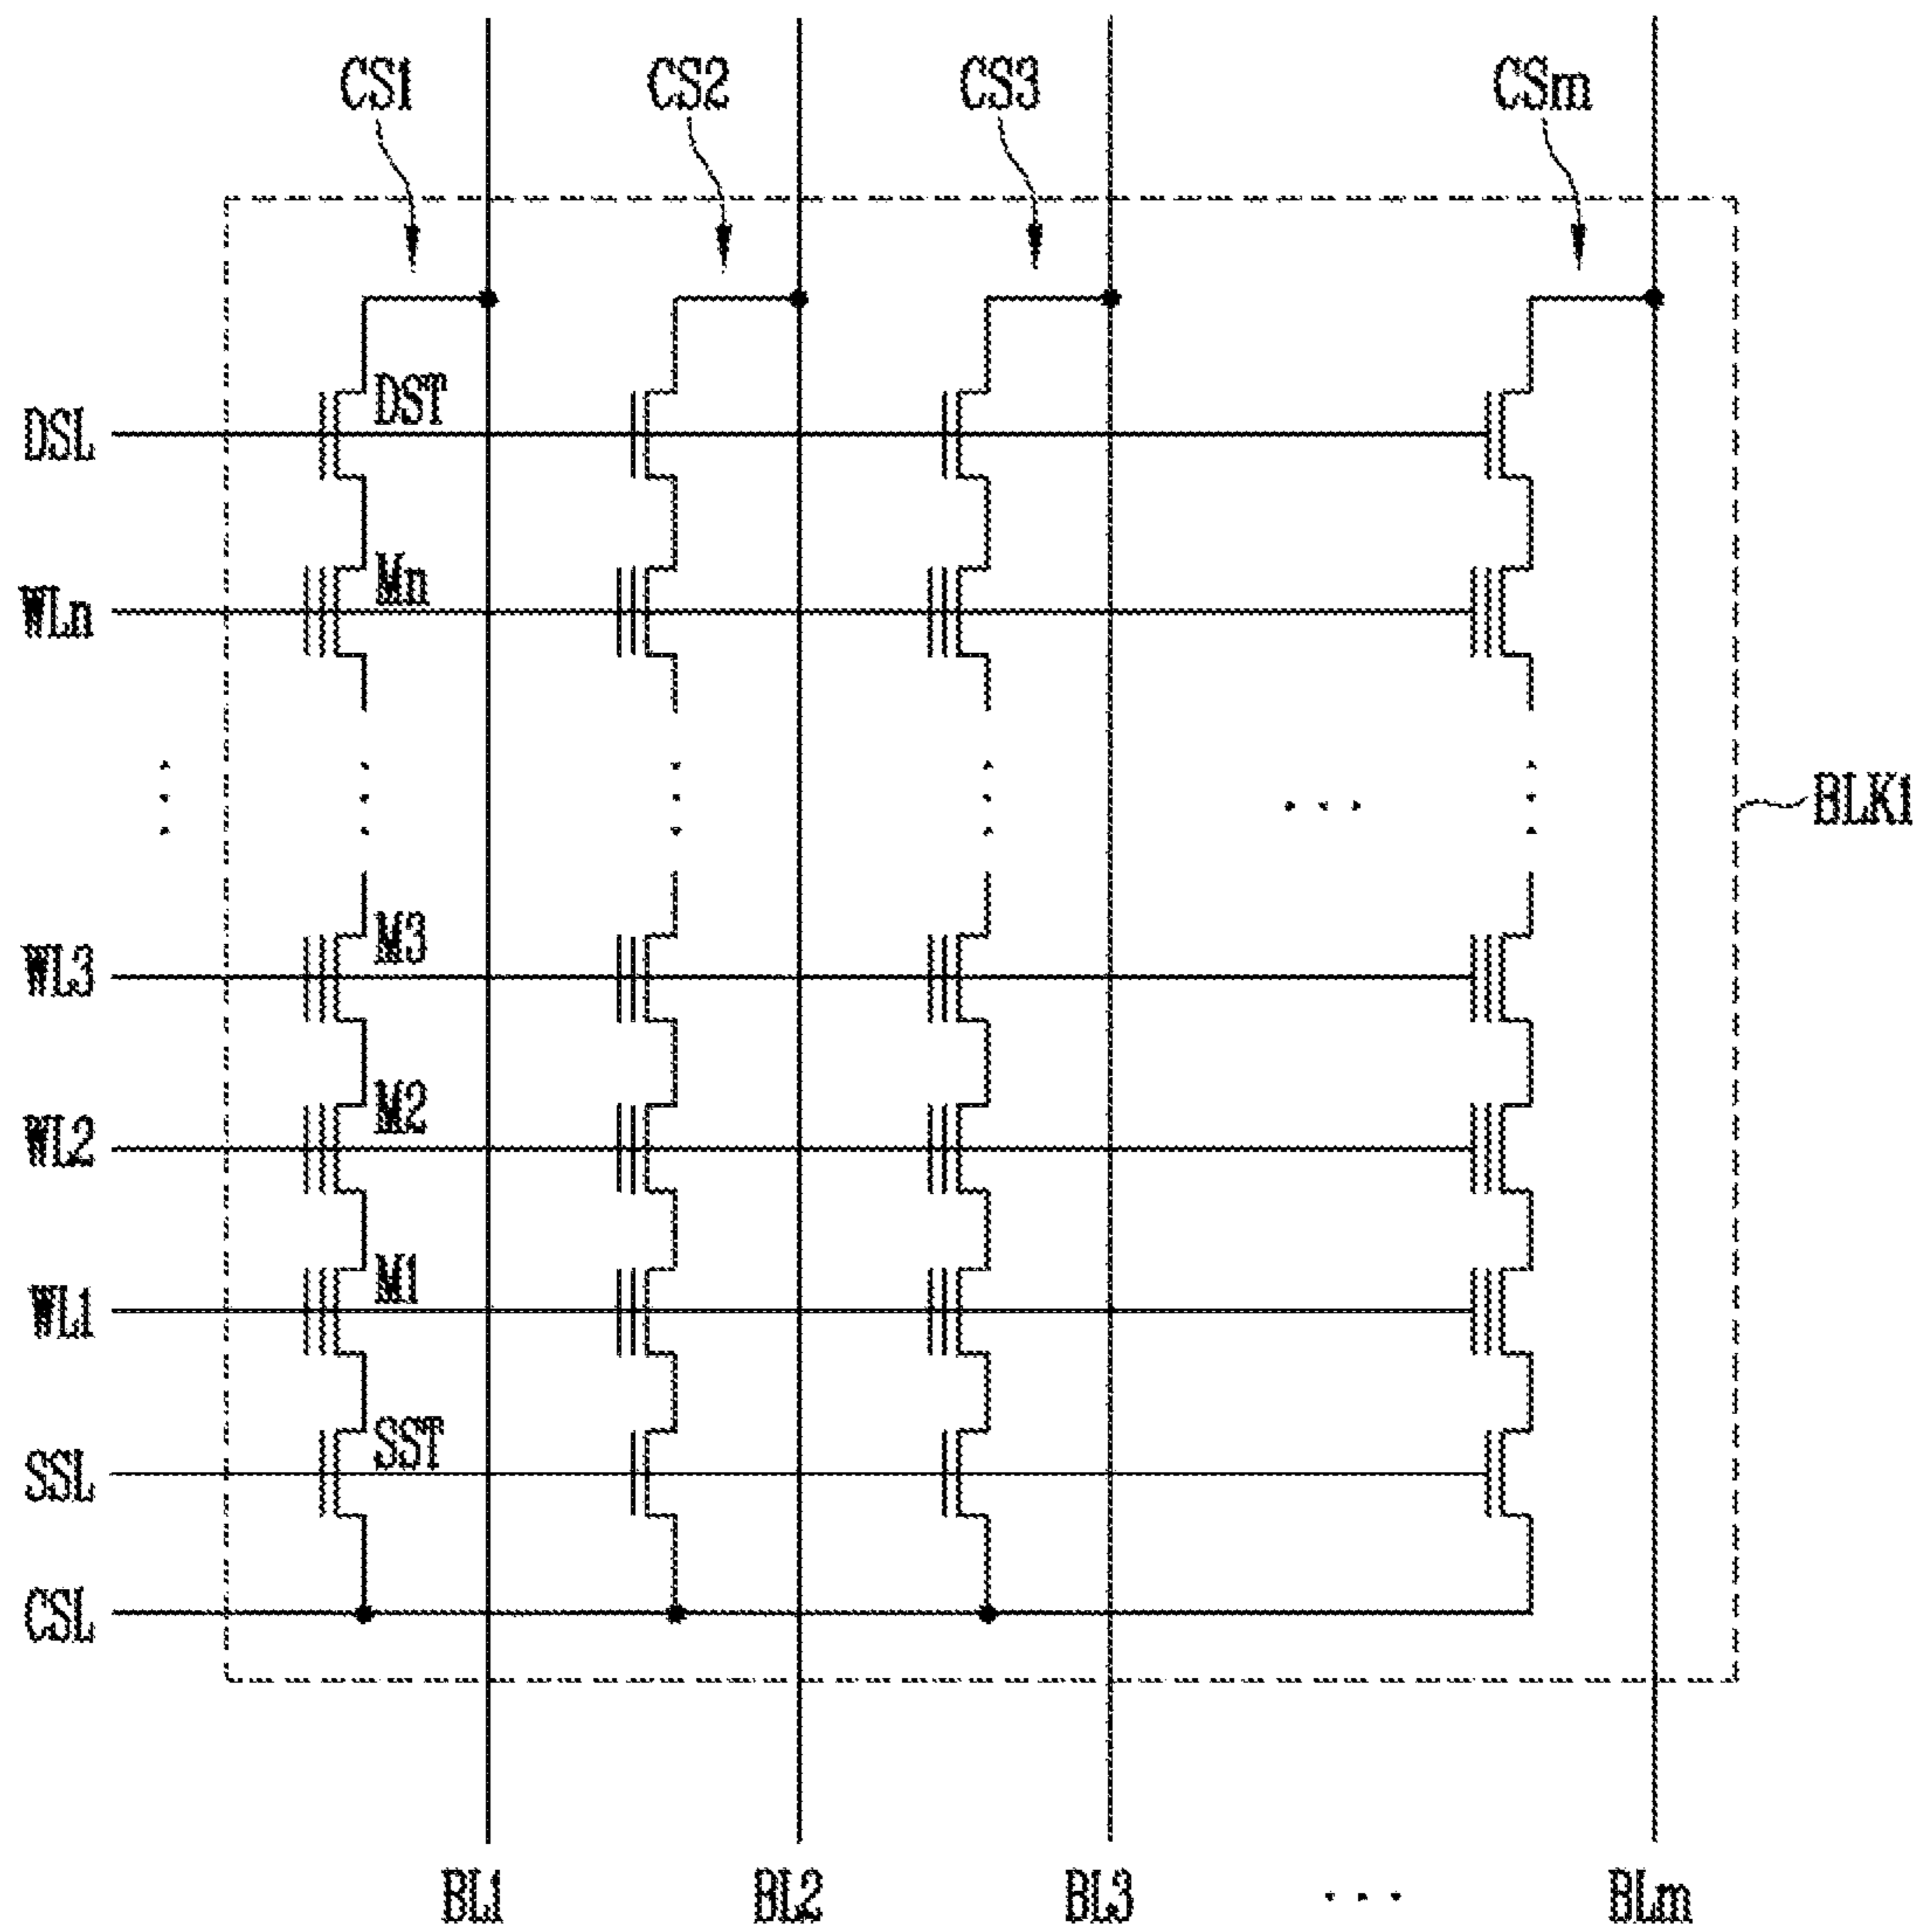 CS1 CS2 CS3 CSm
DSL DST
WLn Mn
BLK1
WL3 M3
WL2 M2
WL1 M1
SSL SST
CSL
BL1 BL2 BL3 ... BLm